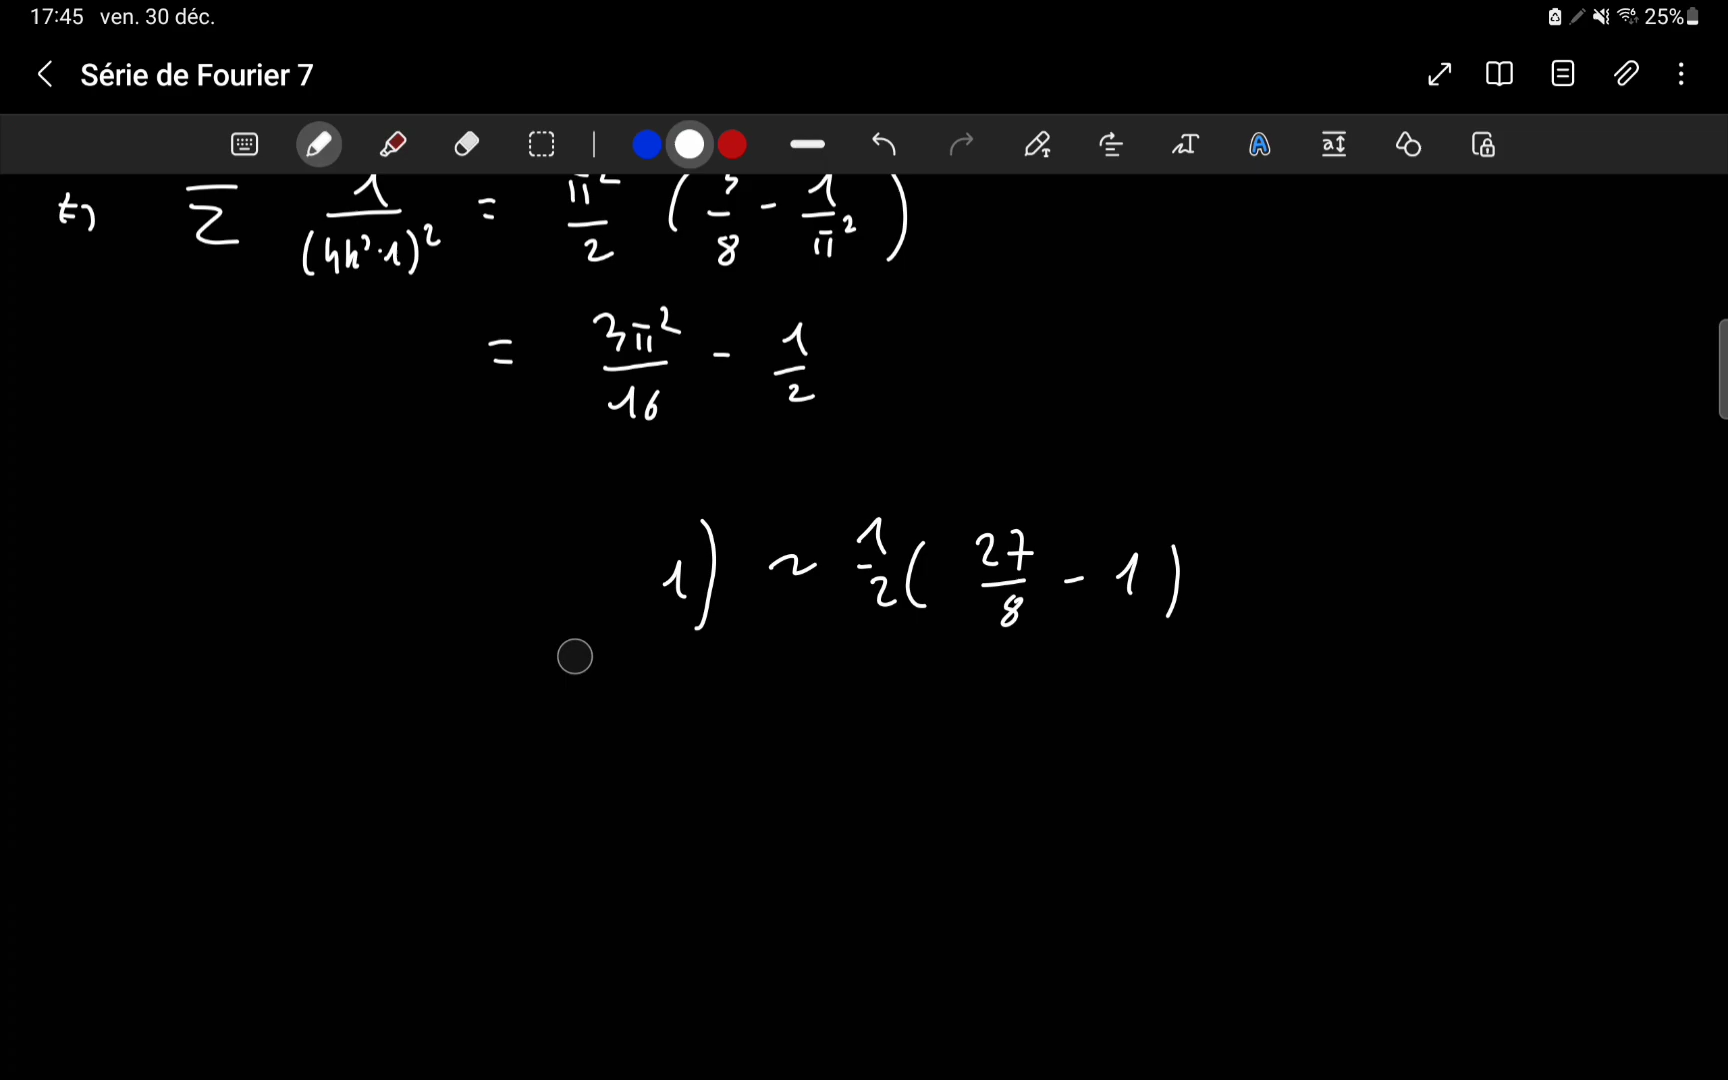 17:45 ven. 30 déc. 25%
Série de Fourier 7
⇔ Σ 1/(4k²-1)² = π²/2 (3/8 - 1/π²)
= 3π²/16 - 1/2
1) ~ 1/2 ( 27/8 - 1 )